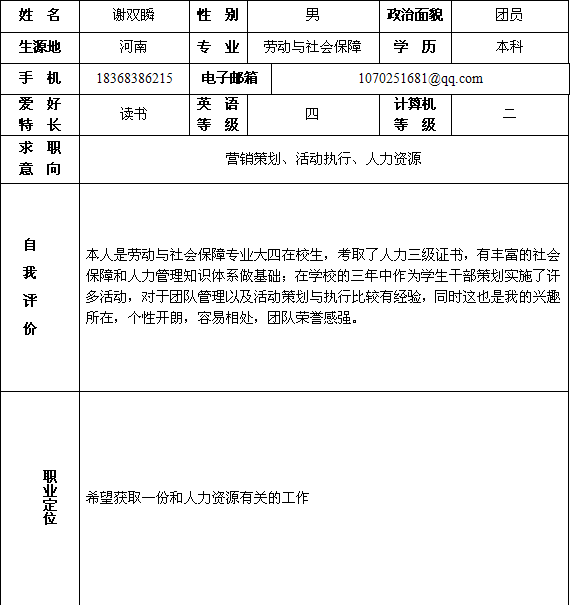 姓 名 谢双瞬 性 别 男 政治面貌 团员
生源地 河南 专 业 劳动与社会保障 学 历 本科
手 机 18368386215 电子邮箱 1070251681@qq.com
爱 好
特 长 读书 英 语
等 级 四 计算机
等 级 二
求 职
意 向 营销策划、活动执行、人力资源
自
我
评
价
本人是劳动与社会保障专业大四在校生，考取了人力三级证书，有丰富的社会
保障和人力管理知识体系做基础；在学校的三年中作为学生干部策划实施了许
多活动，对于团队管理以及活动策划与执行比较有经验，同时这也是我的兴趣
所在，个性开朗，容易相处，团队荣誉感强。
职业定位
希望获取一份和人力资源有关的工作